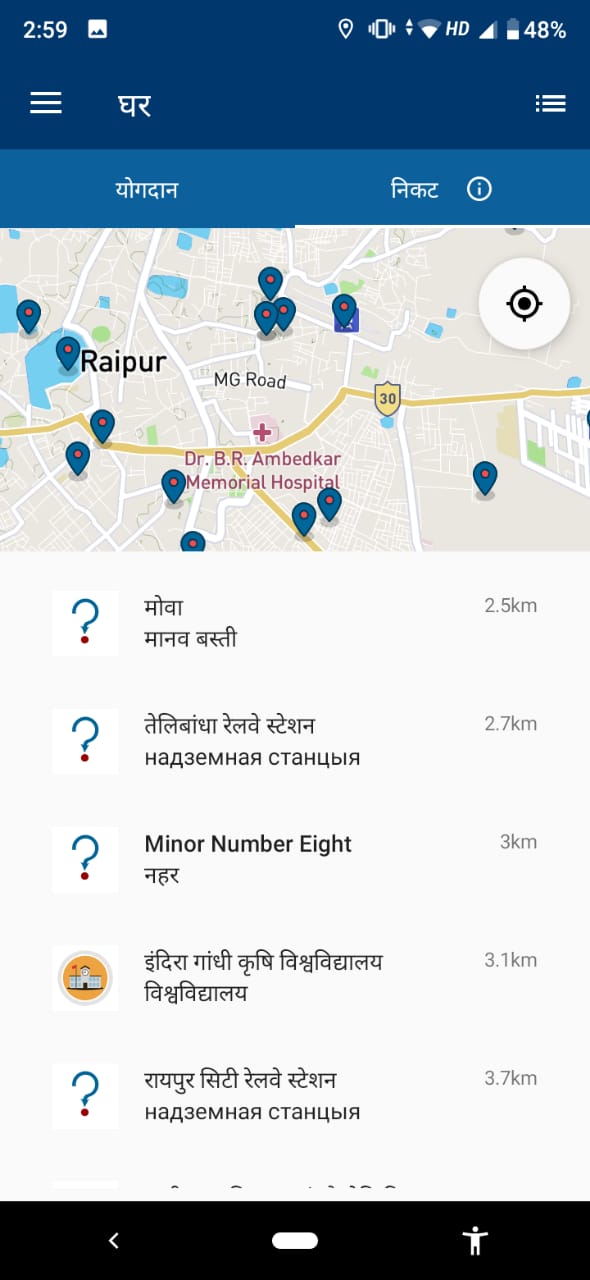 2:59
HD
48%
घर
योगदान
निकट
Raipur
MG Road
30
Dr. B.R. Ambedkar
Memorial Hospital
मोवा
2.5km
मानव बस्ती
तेलिबांधा रेलवे स्टेशन
2.7km
надземная станцыя
Minor Number Eight
3km
नहर
इंदिरा गांधी कृषि विश्वविद्यालय
3.1km
विश्वविद्यालय
रायपुर सिटी रेलवे स्टेशन
3.7km
надземная станцыя